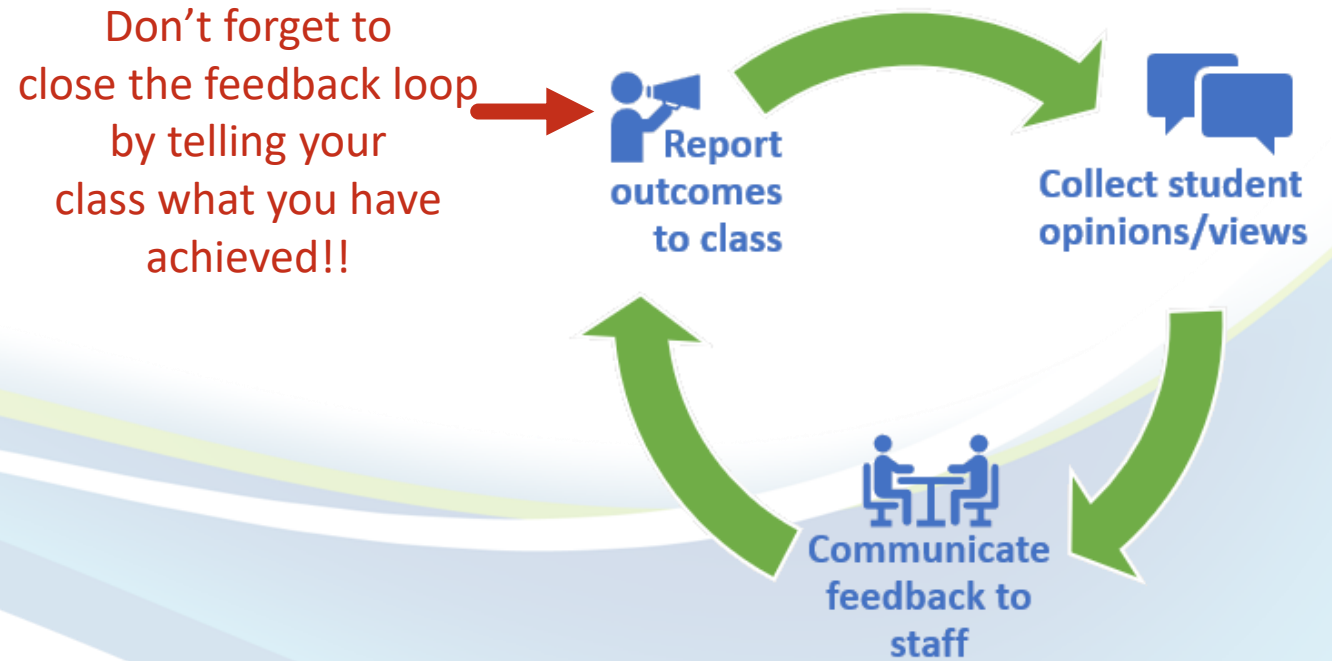 Don’t forget to
close the feedback loop
by telling your
class what you have
achieved!!
Report
outcomes
to class
Collect student
opinions/views
Communicate
feedback to
staff